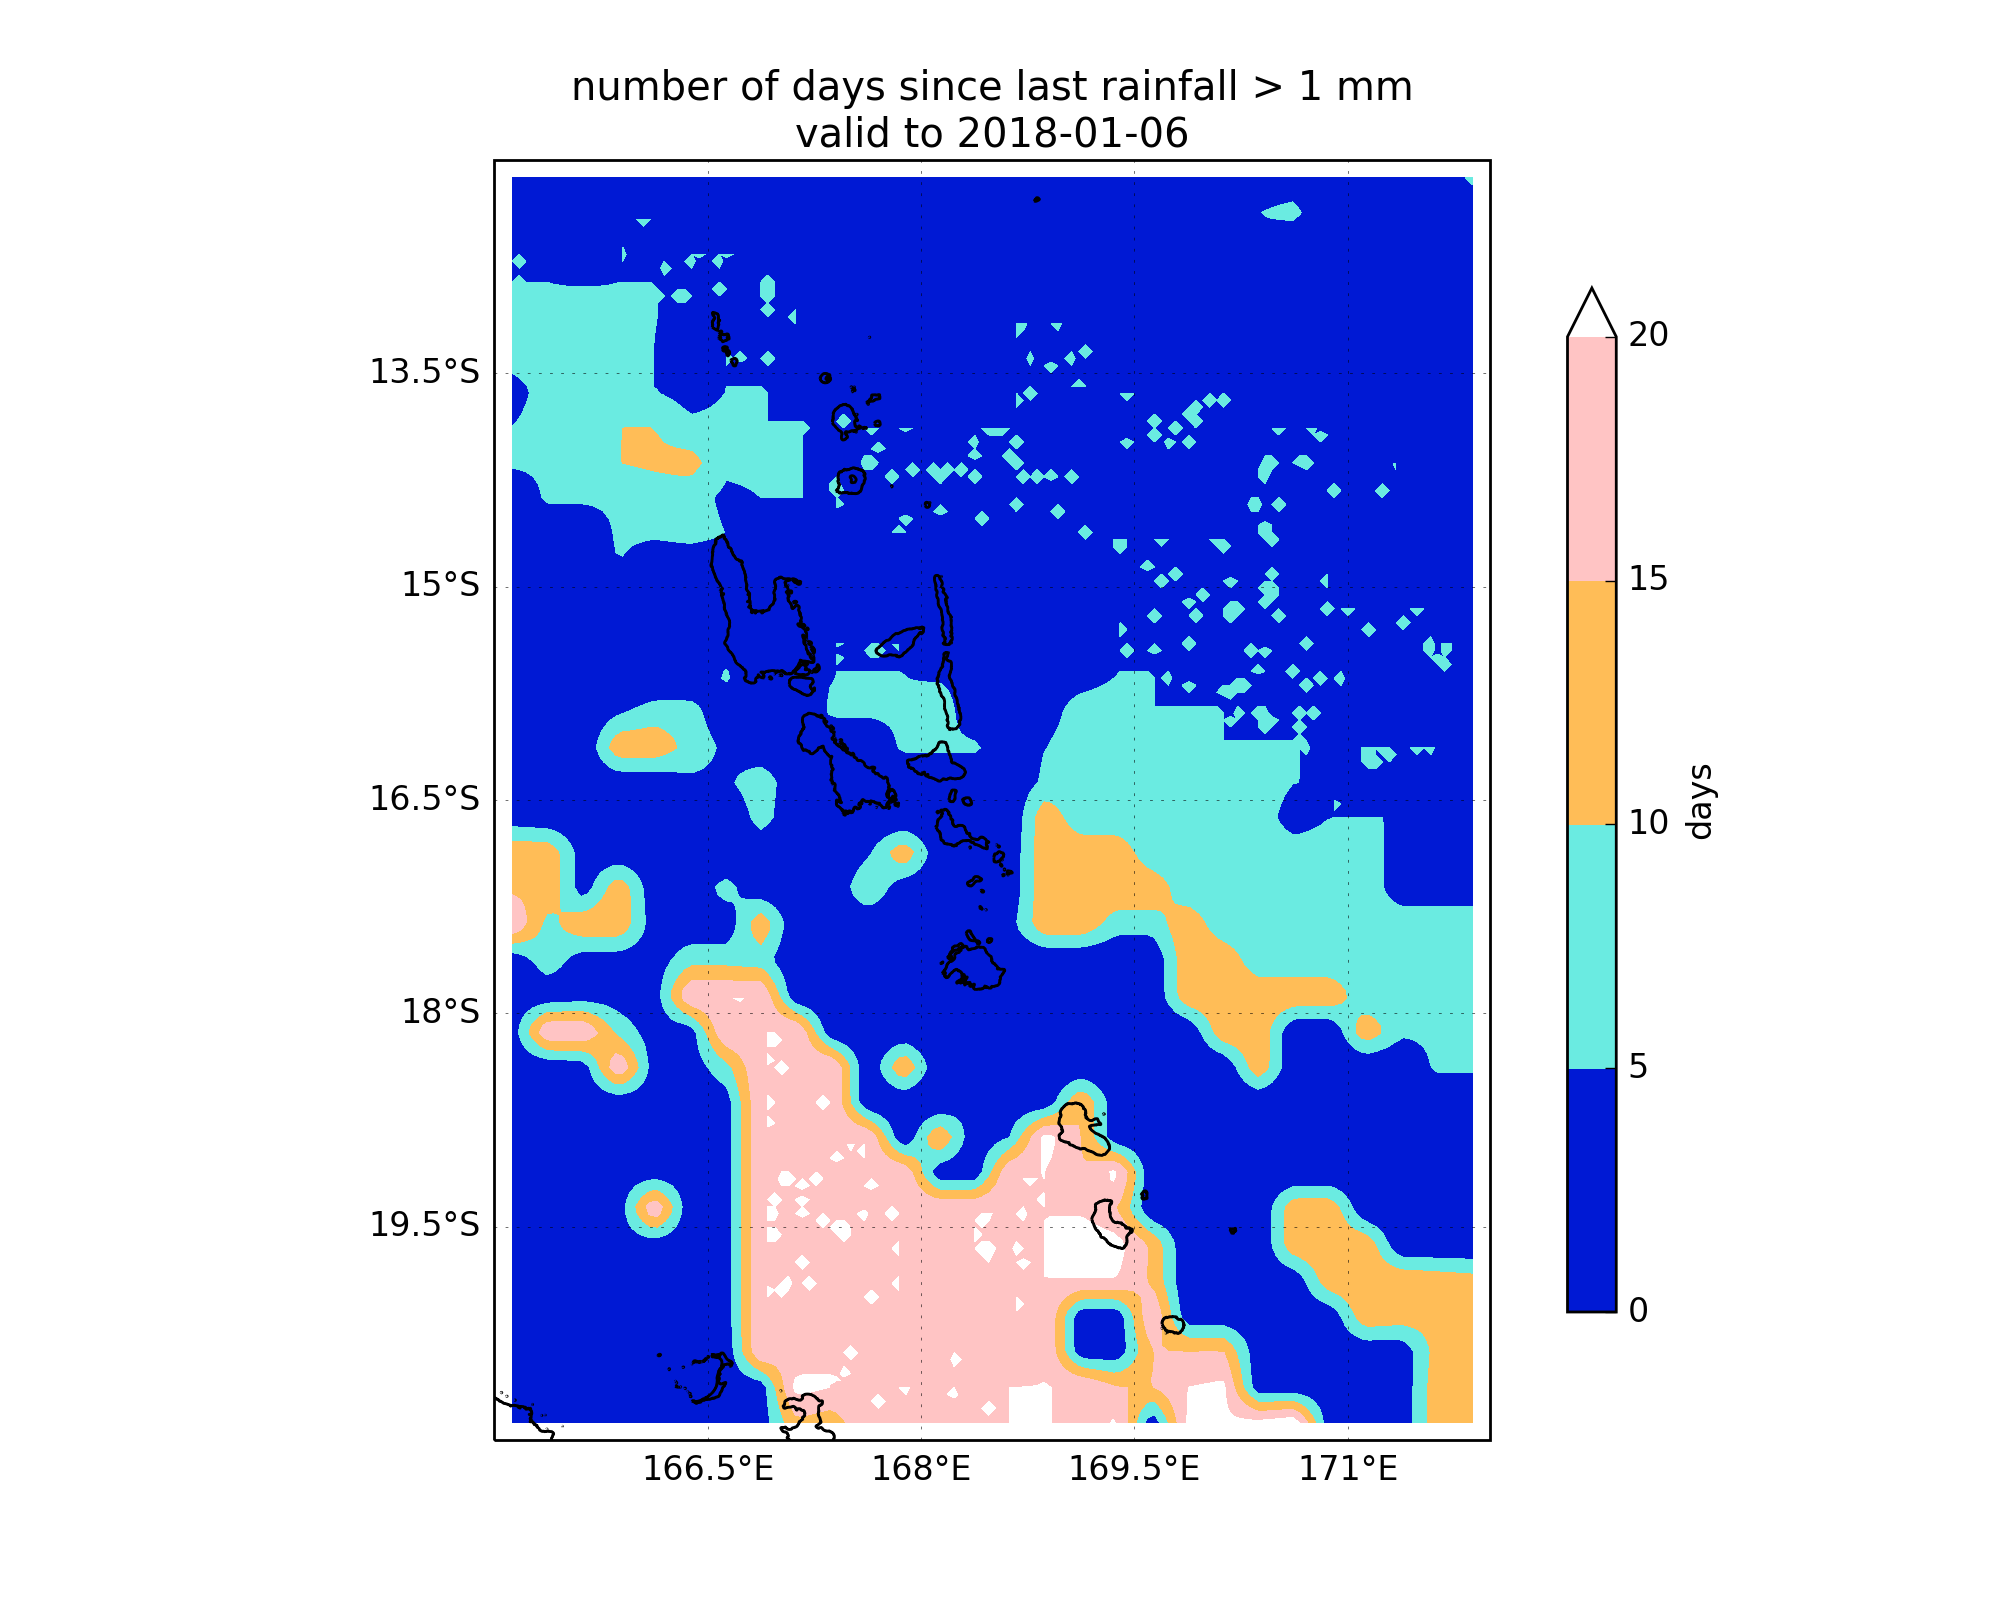 number of days since last rainfall > 1 mm
valid to 2018-01-06
13.5°S
15°S
16.5°S
18°S
19.5°S
166.5°E
168°E
169.5°E
171°E
20
15
10
5
0
days